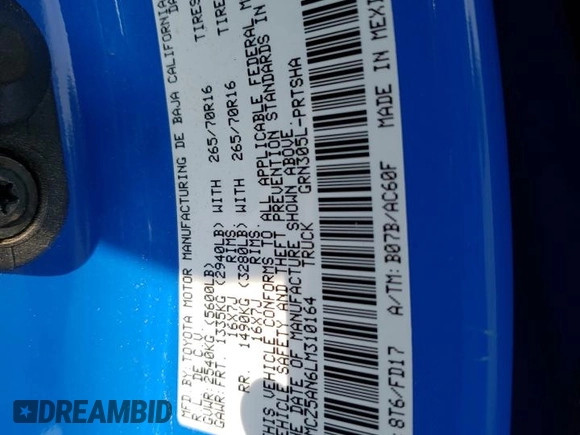 MFD BY: TOYOTA MOTOR MANUFACTURING DE BAJA CALIFORNIA
R.L. DE C.V.
GVWR: 2540KG (5600LB)
GAWR: FRT. 1335KG (2940LB) WITH 265/70R16 TIRES
16X7J RIMS,
RR. 1490KG (3280LB) WITH 265/70R16 TIRES
16X7J RIMS,
THIS VEHICLE CONFORMS TO ALL APPLICABLE FEDERAL
VEHICLE SAFETY AND THEFT PREVENTION STANDARDS IN
THE DATE OF MANUFACTURE SHOWN ABOVE.
MCZ5AN6LM310164 TRUCK GRN305L-PRTSHA
8T6/FD17 A/TM: B07B/AC60F MADE IN
DREAMBID